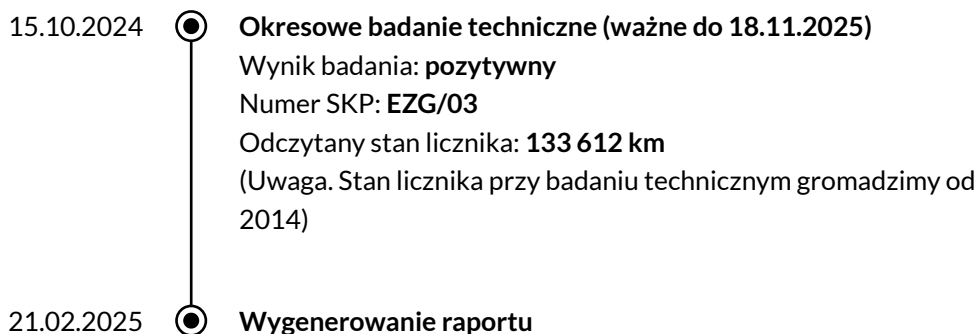 15.10.2024 Okresowe badanie techniczne (ważne do 18.11.2025)
Wynik badania: pozytywny
Numer SKP: EZG/03
Odczytany stan licznika: 133 612 km
(Uwaga. Stan licznika przy badaniu technicznym gromadzimy od
2014)
21.02.2025 Wygenerowanie raportu